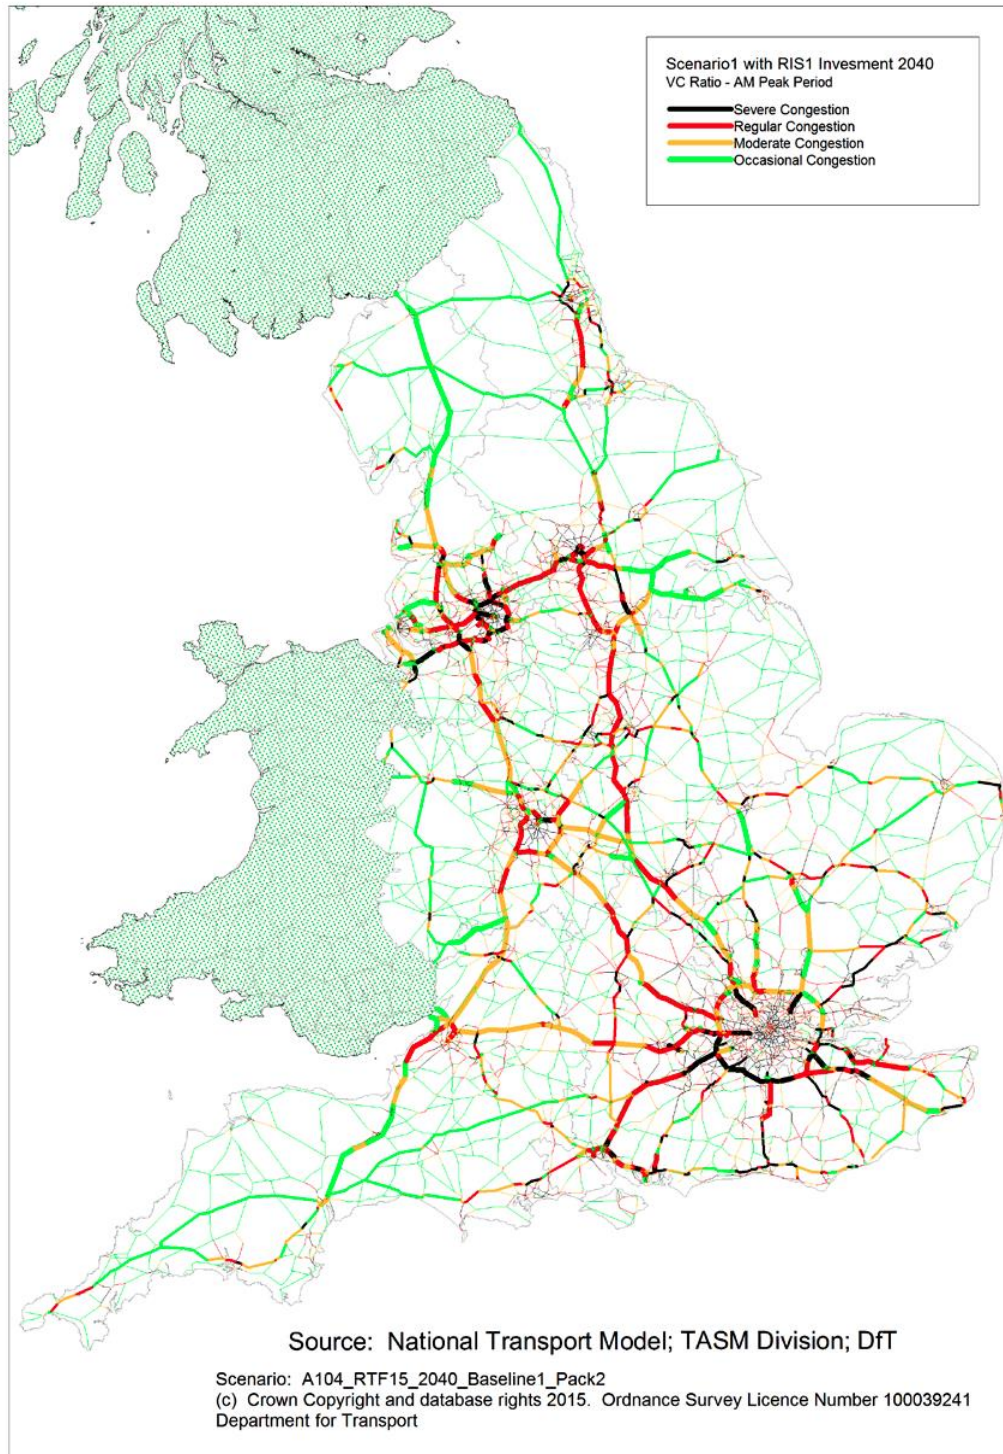 Scenario1 with RIS1 Invesment 2040
VC Ratio - AM Peak Period
Severe Congestion
Regular Congestion
Moderate Congestion
Occasional Congestion
Source: National Transport Model; TASM Division; DfT
Scenario: A104_RTF15_2040_Baseline1_Pack2
(c) Crown Copyright and database rights 2015. Ordnance Survey Licence Number 100039241
Department for Transport